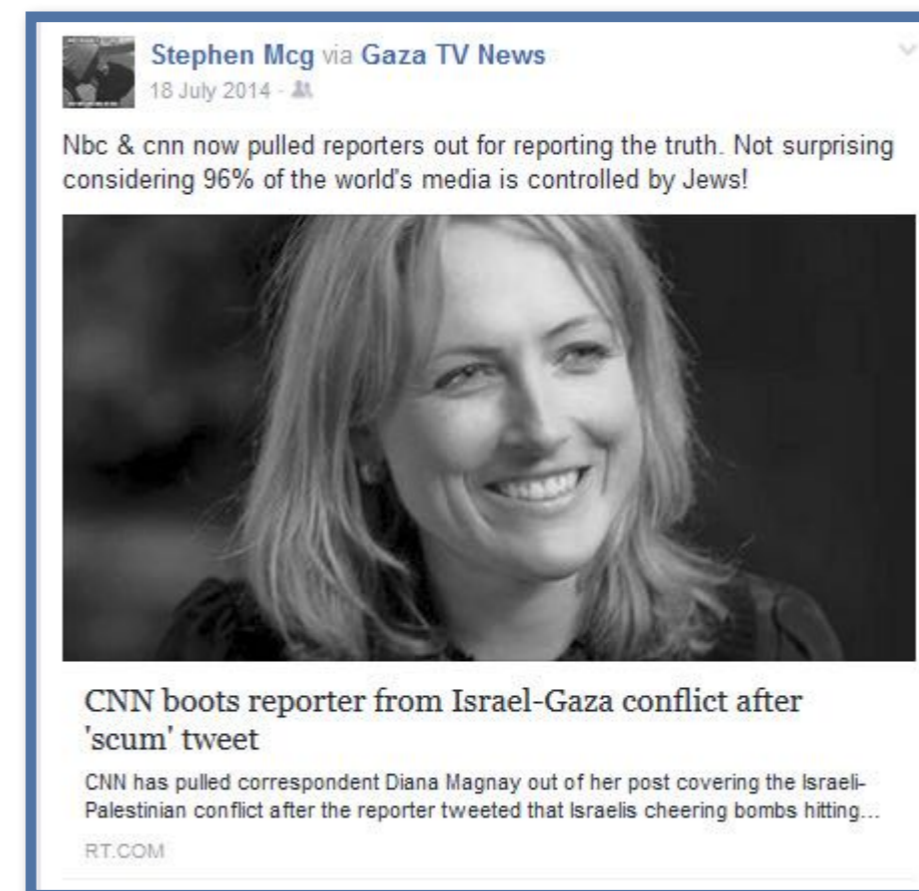 Stephen Mcg via Gaza TV News
18 July 2014 ·
Nbc & cnn now pulled reporters out for reporting the truth. Not surprising
considering 96% of the world's media is controlled by Jews!
CNN boots reporter from Israel-Gaza conflict after
'scum' tweet
CNN has pulled correspondent Diana Magnay out of her post covering the Israeli-
Palestinian conflict after the reporter tweeted that Israelis cheering bombs hitting...
RT.COM